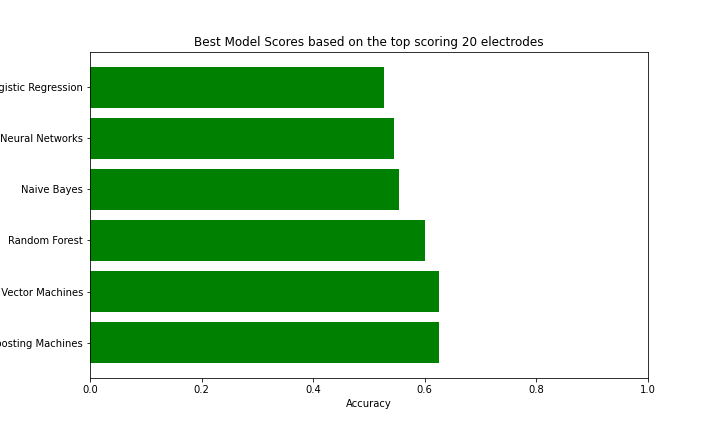 Best Model Scores based on the top scoring 20 electrodes
gistic Regression
Neural Networks
Naive Bayes
Random Forest
Vector Machines
osting Machines
0.0 0.2 0.4 0.6 0.8 1.0
Accuracy